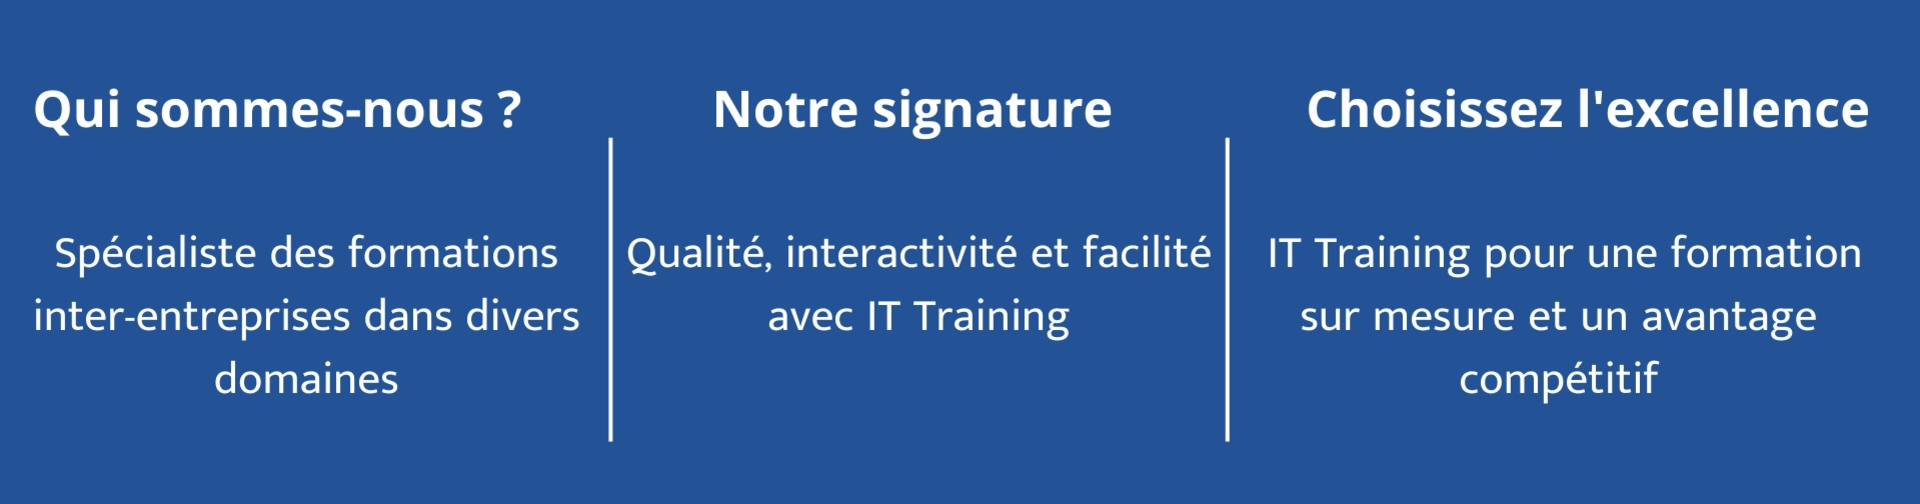 Qui sommes-nous ?
Spécialiste des formations
inter-entreprises dans divers
domaines
Notre signature
Qualité, interactivité et facilité
avec IT Training
Choisissez l'excellence
IT Training pour une formation
sur mesure et un avantage
compétitif